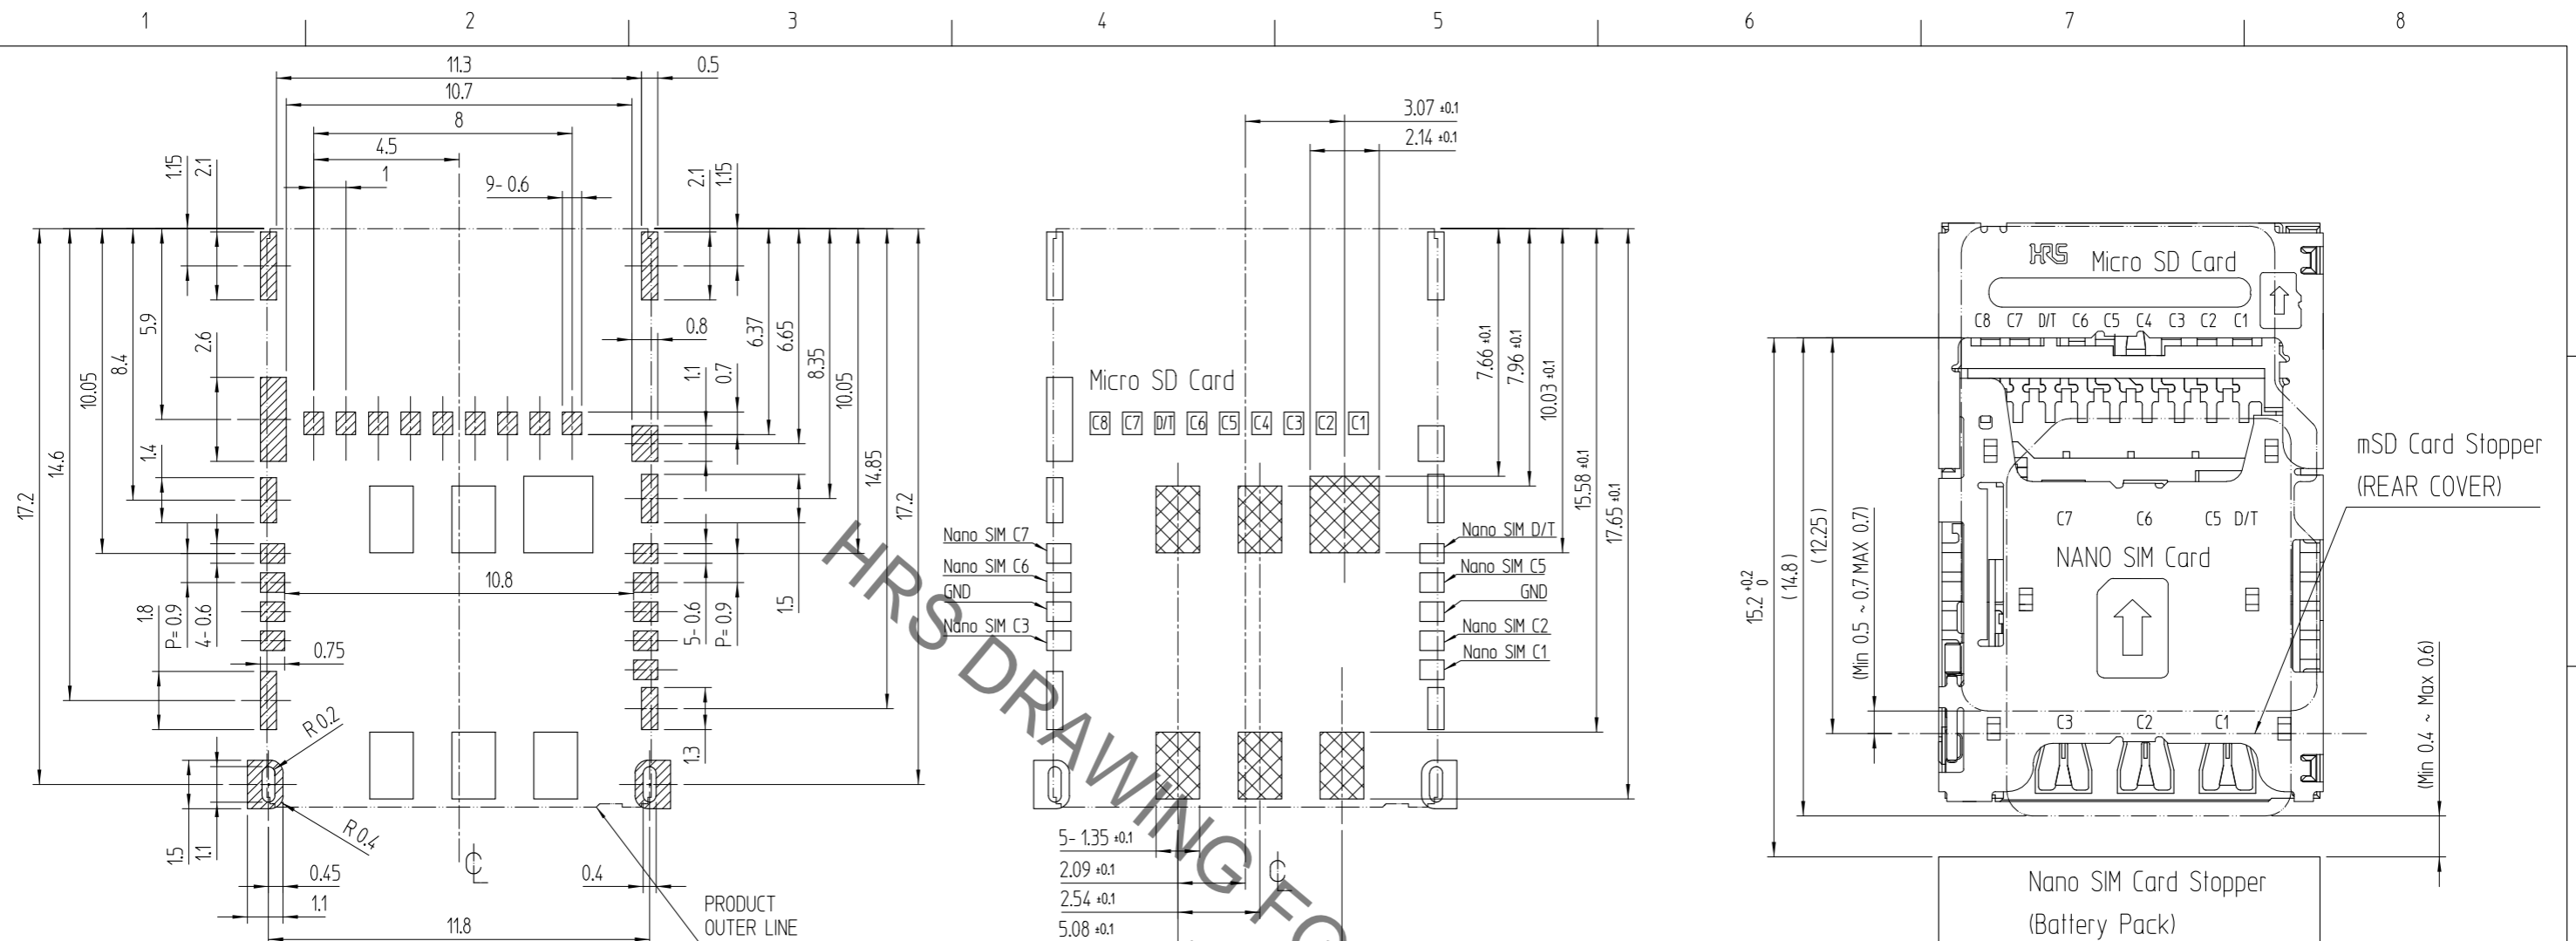 1 2 3 4 5 6 7 8
11.3 0.5
10.7
8
4.5
1
9- 0.6
1.15
2.1
2.1
1.15
5.9
2.6
8.4
10.05
1.4
14.6
17.2
1.8
P= 0.9
4- 0.6
0.75
R 0.2
R 0.4
1.5
1.1
0.45
1.1
11.8
0.4
10.8
0.8
1.1
0.7
6.37
6.65
8.35
10.05
14.85
17.2
1.5
5- 0.6
P= 0.9
1.3
PRODUCT
OUTER LINE
3.07 ±0.1
2.14 ±0.1
7.66 ±0.1
7.96 ±0.1
10.03 ±0.1
15.58 ±0.1
17.65 ±0.1
Micro SD Card
C8 C7 D/T C6 C5 C4 C3 C2 C1
Nano SIM C7
Nano SIM C6
GND
Nano SIM C3
Nano SIM D/T
Nano SIM C5
GND
Nano SIM C2
Nano SIM C1
5- 1.35 ±0.1
2.09 ±0.1
2.54 ±0.1
5.08 ±0.1
HRS DRAWING FO
HRS Micro SD Card
C8 C7 D/T C6 C5 C4 C3 C2 C1
C7 C6 C5 D/T
NANO SIM Card
C3 C2 C1
15.2 +0.2 0
( 14.8 )
( 12.25 )
(Min 0.5 ~ 0.7 MAX 0.7)
(Min 0.4 ~ Max 0.6)
mSD Card Stopper
(REAR COVER)
Nano SIM Card Stopper
(Battery Pack)